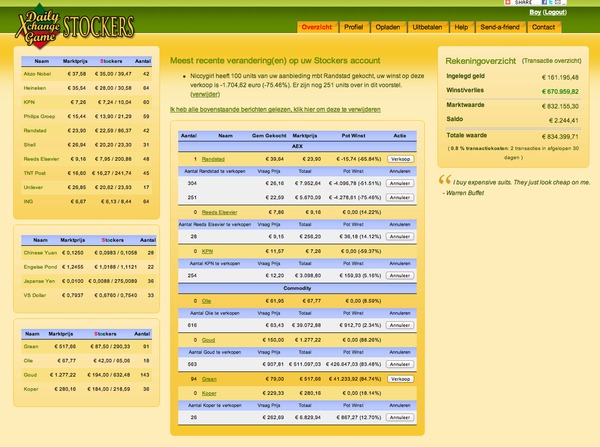 SHARE
Daily
Xchange
Game
STOCKERS
Boy (Logout)
Overzicht Profiel Opladen Uitbetalen Help Send-a-friend Contact
Naam Marktprijs Stockers Aantal
Akzo Nobel € 37,58 € 35,00 / 39,47 42
Heineken € 35,54 € 28,00 / 30,58 64
KPN € 7,26 € 7,24 / 10,04 60
Philips Groep € 15,44 € 13,90 / 21,29 59
Randstad € 23,90 € 22,59 / 86,37 42
Shell € 26,94 € 20,20 / 23,30 31
Reeds Elsevier € 9,16 € 7,95 / 200,88 48
TNT Post € 16,60 € 16,27 / 241,74 45
Unilever € 26,85 € 20,62 / 23,93 17
ING € 6,67 € 6,13 / 8,44 64
Naam Marktprijs Stockers Aantal
Chinese Yuan € 0,1250 € 0,0983 / 0,1058 28
Engelse Pond € 1,2455 € 1,0188 / 1,1121 22
Japanse Yen € 0,0100 € 0,0088 / 275,0089 36
VS Dollar € 0,7937 € 0,6760 / 0,7540 33
Naam Marktprijs Stockers Aantal
Graan € 517,66 € 87,50 / 290,33 81
Olie € 67,77 € 42,00 / 65,06 18
Goud € 1.277,22 € 194,00 / 632,48 143
Koper € 280,16 € 184,00 / 218,59 36
Meest recente verandering(en) op uw Stockers account
Niccygirl heeft 100 units van uw aanbieding mbt Randstad gekocht, uw winst op deze
verkoop is -1.704,62 euro (-75.46%). Er zijn nog 251 units over in dit voorstel.
(verwijder)
Ik heb alle bovenstaande berichten gelezen, klik hier om deze te verwijderen
Aantal Naam Gem Gekocht Marktprijs Pot Winst Actie
AEX
1 Randstad € 39,64 € 23,90 € -15,74 (-65.84%) Verkoop
Aantal Randstad te verkopen Vraag Prijs Totaal Pot Winst Annuleren
304 € 26,16 € 7.952,64 € -4.096,78 (-51.51%) Annuleer
251 € 22,59 € 5.670,09 € -4.278,81 (-75.46%) Annuleer
0 Reeds Elsevier € 7,86 € 9,16 € 0,00 (14.22%)
Aantal Reeds Elsevier te verkopen Vraag Prijs Totaal Pot Winst Annuleren
28 € 9,15 € 256,20 € 36,18 (14.12%) Annuleer
0 KPN € 11,57 € 7,26 € 0,00 (-59.37%)
Aantal KPN te verkopen Vraag Prijs Totaal Pot Winst Annuleren
254 € 12,20 € 3.098,80 € 159,93 (5.16%) Annuleer
Commodity
0 Olie € 61,95 € 67,77 € 0,00 (8.59%)
Aantal Olie te verkopen Vraag Prijs Totaal Pot Winst Annuleren
616 € 63,43 € 39.072,88 € 912,70 (2.34%) Annuleer
0 Goud € 150,00 € 1.277,22 € 0,00 (88.26%)
Aantal Goud te verkopen Vraag Prijs Totaal Pot Winst Annuleren
563 € 907,81 € 511.097,03 € 426.647,03 (83.48%) Annuleer
94 Graan € 79,00 € 517,66 € 41.233,92 (84.74%) Verkoop
0 Koper € 229,33 € 280,16 € 0,00 (18.14%)
Aantal Koper te verkopen Vraag Prijs Totaal Pot Winst Annuleren
26 € 262,69 € 6.829,94 € 867,27 (12.70%) Annuleer
Rekeningoverzicht (Transactie overzicht)
Ingelegd geld € 161.195,48
Winst/verlies € 670.959,82
Marktwaarde € 832.155,30
Saldo € 2.244,41
Totale waarde € 834.399,71
( 0,8 % transactiekosten: 2 transacties in afgelopen 30
dagen )
“ I buy expensive suits. They just look cheap on me.
- Warren Buffet